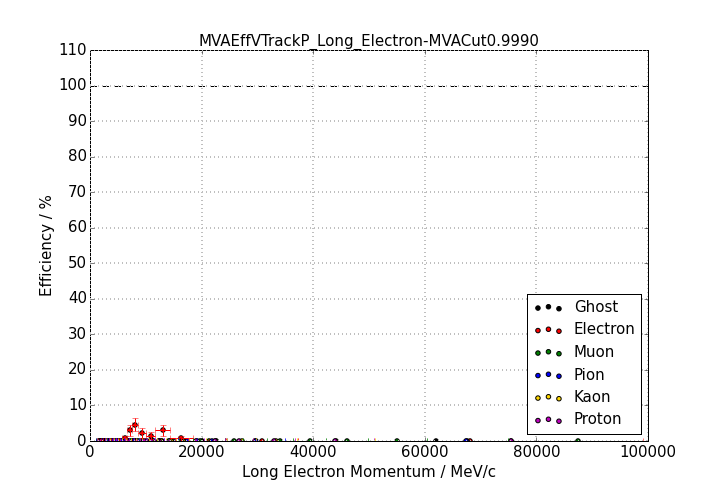 MVAEffVTrackP_Long_Electron-MVACut0.9990
110
100
90
80
70
60
50
40
30
20
10
0
Efficiency / %
0 20000 40000 60000 80000 100000
Long Electron Momentum / MeV/c
Ghost
Electron
Muon
Pion
Kaon
Proton